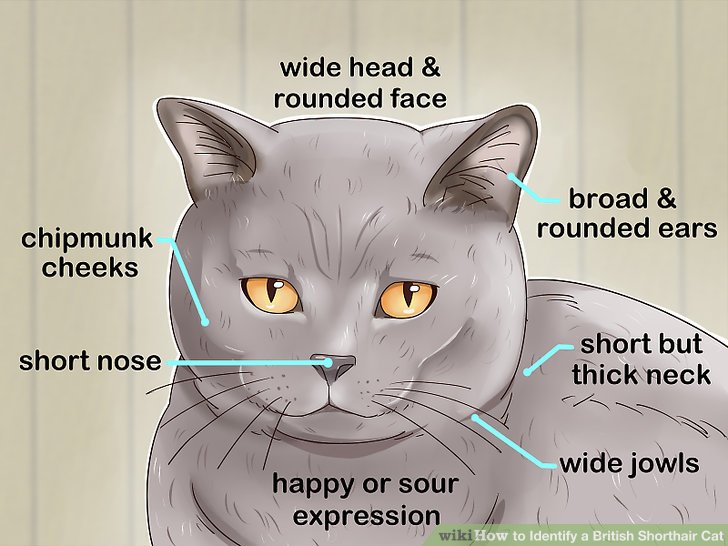 wide head &
rounded face
broad &
rounded ears
chipmunk
cheeks
short nose
short but
thick neck
wide jowls
happy or sour
expression
wikiHow to Identify a British Shorthair Cat